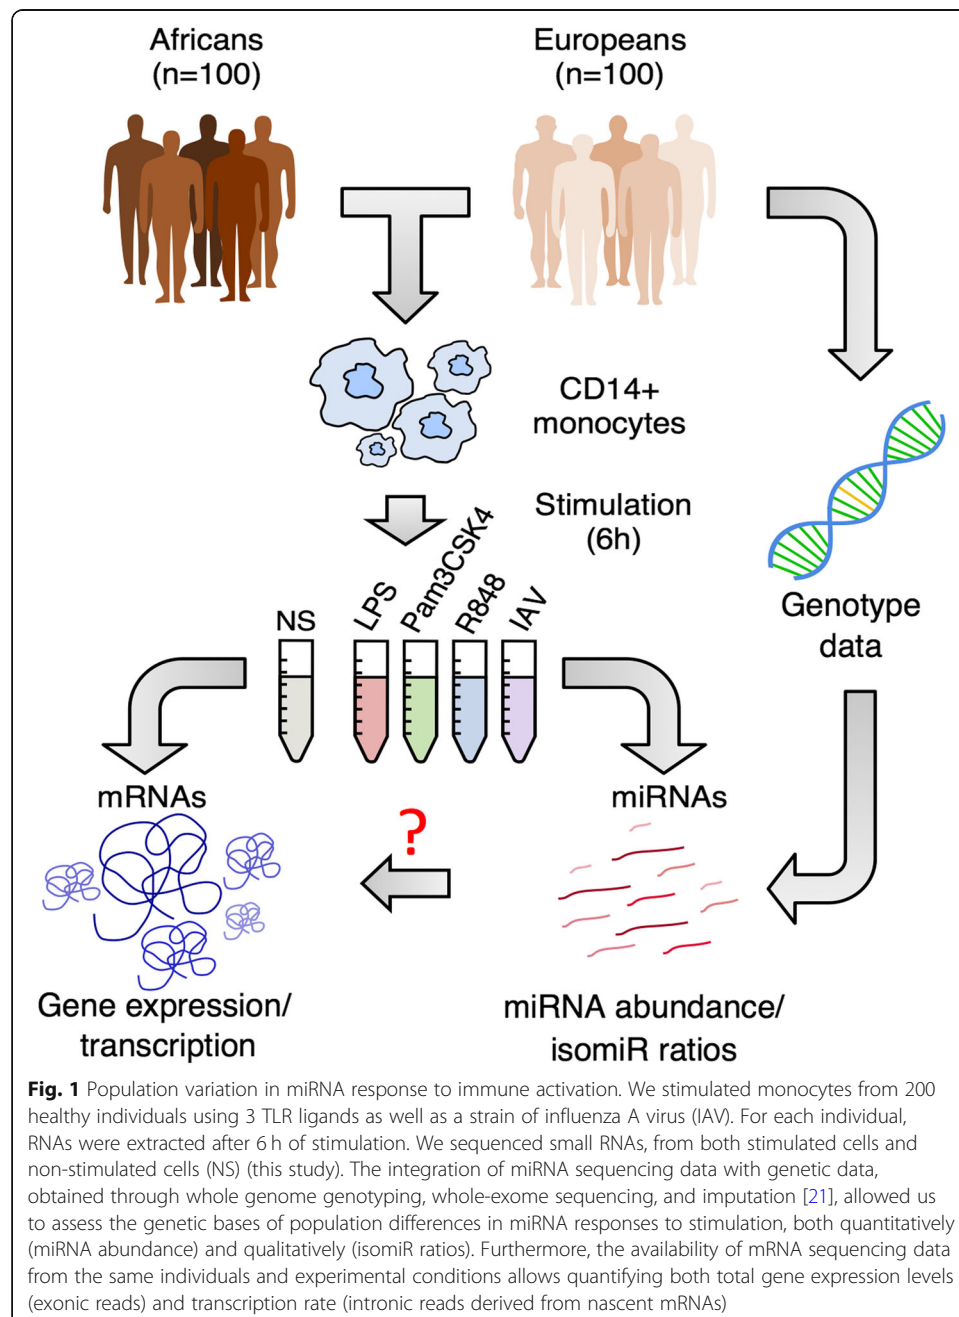 Africans
(n=100)
Europeans
(n=100)
CD14+
monocytes
Stimulation
(6h)
NS
LPS
Pam3CSK4
R848
IAV
Genotype
data
mRNAs
miRNAs
?
Gene expression/
transcription
miRNA abundance/
isomiR ratios
Fig. 1 Population variation in miRNA response to immune activation. We stimulated monocytes from 200
healthy individuals using 3 TLR ligands as well as a strain of influenza A virus (IAV). For each individual,
RNAs were extracted after 6 h of stimulation. We sequenced small RNAs, from both stimulated cells and
non-stimulated cells (NS) (this study). The integration of miRNA sequencing data with genetic data,
obtained through whole genome genotyping, whole-exome sequencing, and imputation [21], allowed us
to assess the genetic bases of population differences in miRNA responses to stimulation, both quantitatively
(miRNA abundance) and qualitatively (isomiR ratios). Furthermore, the availability of mRNA sequencing data
from the same individuals and experimental conditions allows quantifying both total gene expression levels
(exonic reads) and transcription rate (intronic reads derived from nascent mRNAs)